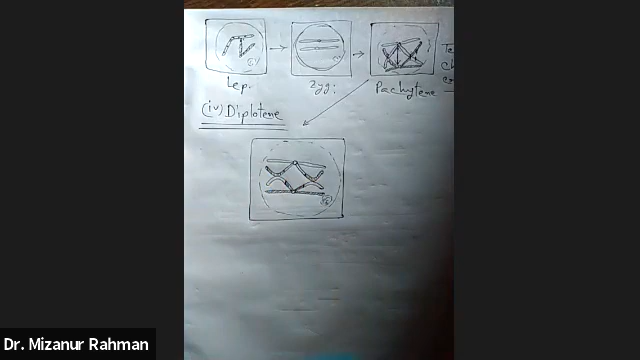 Lep.
Zyg:
Pachytene
(iv) Diplotene
Dr. Mizanur Rahman